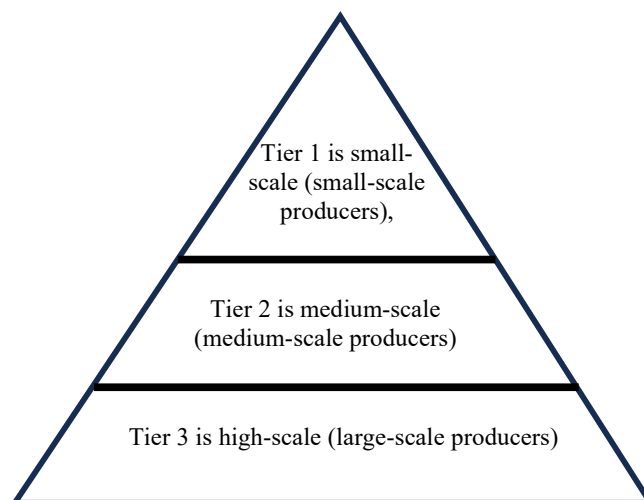 Tier 1 is small-
scale (small-scale
producers),
Tier 2 is medium-scale
(medium-scale producers)
Tier 3 is high-scale (large-scale producers)